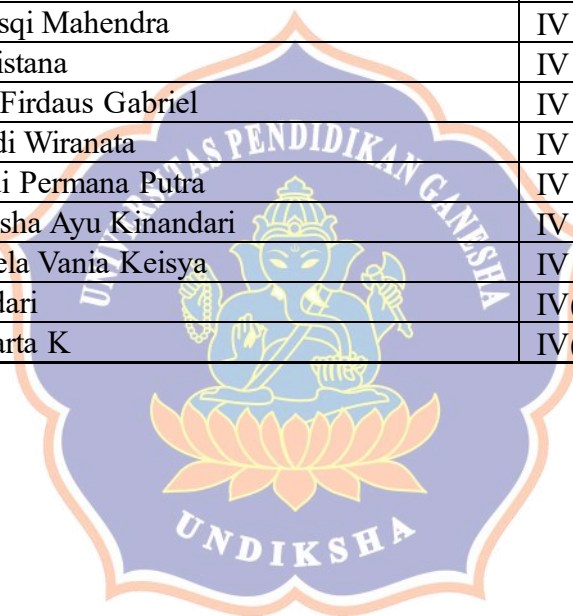 sqi Mahendra IV
istana IV
Firdaus Gabriel IV
di Wiranata IV
i Permana Putra IV
sha Ayu Kinandari IV
ela Vania Keisya IV
dari IV(
arta K IV(
UNIVERSITAS PENDIDIKAN GANESHA
UNDIKSHA